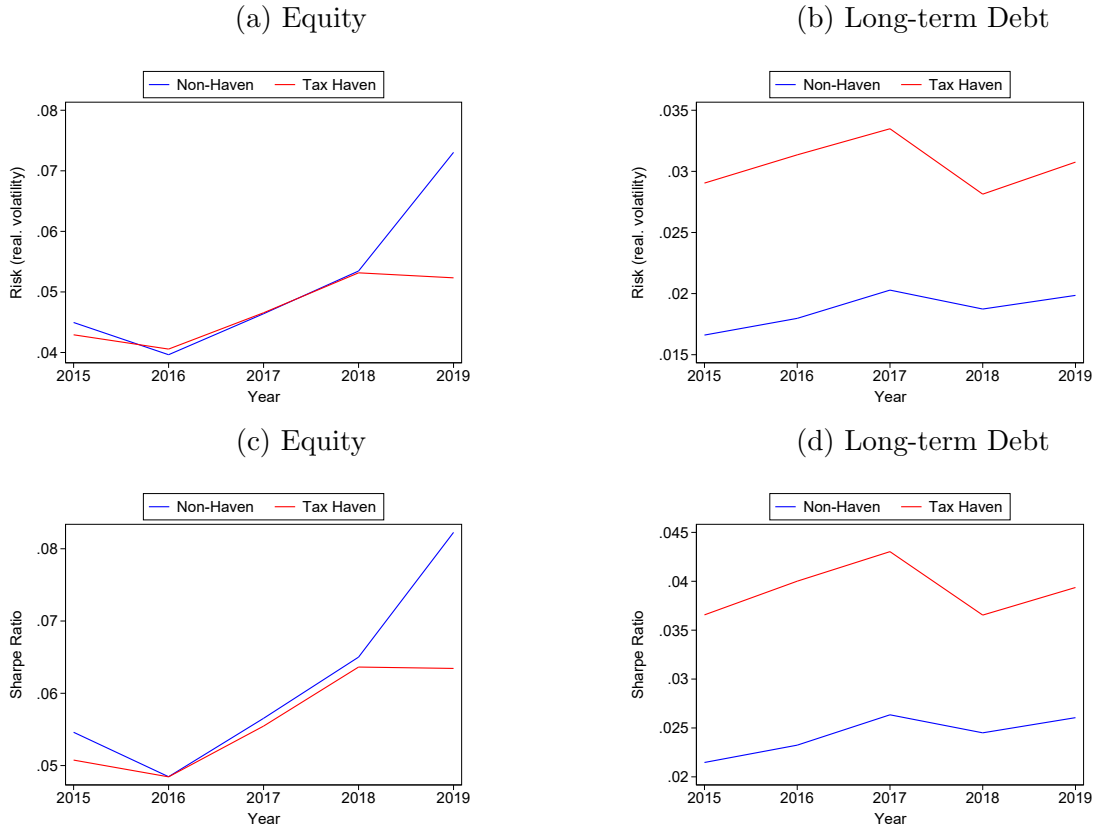 (a) Equity
Non-Haven Tax Haven
.08
.07
.06
.05
.04
Risk (real. volatility)
2015 2016 2017 2018 2019
Year
(b) Long-term Debt
Non-Haven Tax Haven
.035
.03
.025
.02
.015
Risk (real. volatility)
2015 2016 2017 2018 2019
Year
(c) Equity
Non-Haven Tax Haven
.08
.07
.06
.05
Sharpe Ratio
2015 2016 2017 2018 2019
Year
(d) Long-term Debt
Non-Haven Tax Haven
.045
.04
.035
.03
.025
.02
Sharpe Ratio
2015 2016 2017 2018 2019
Year